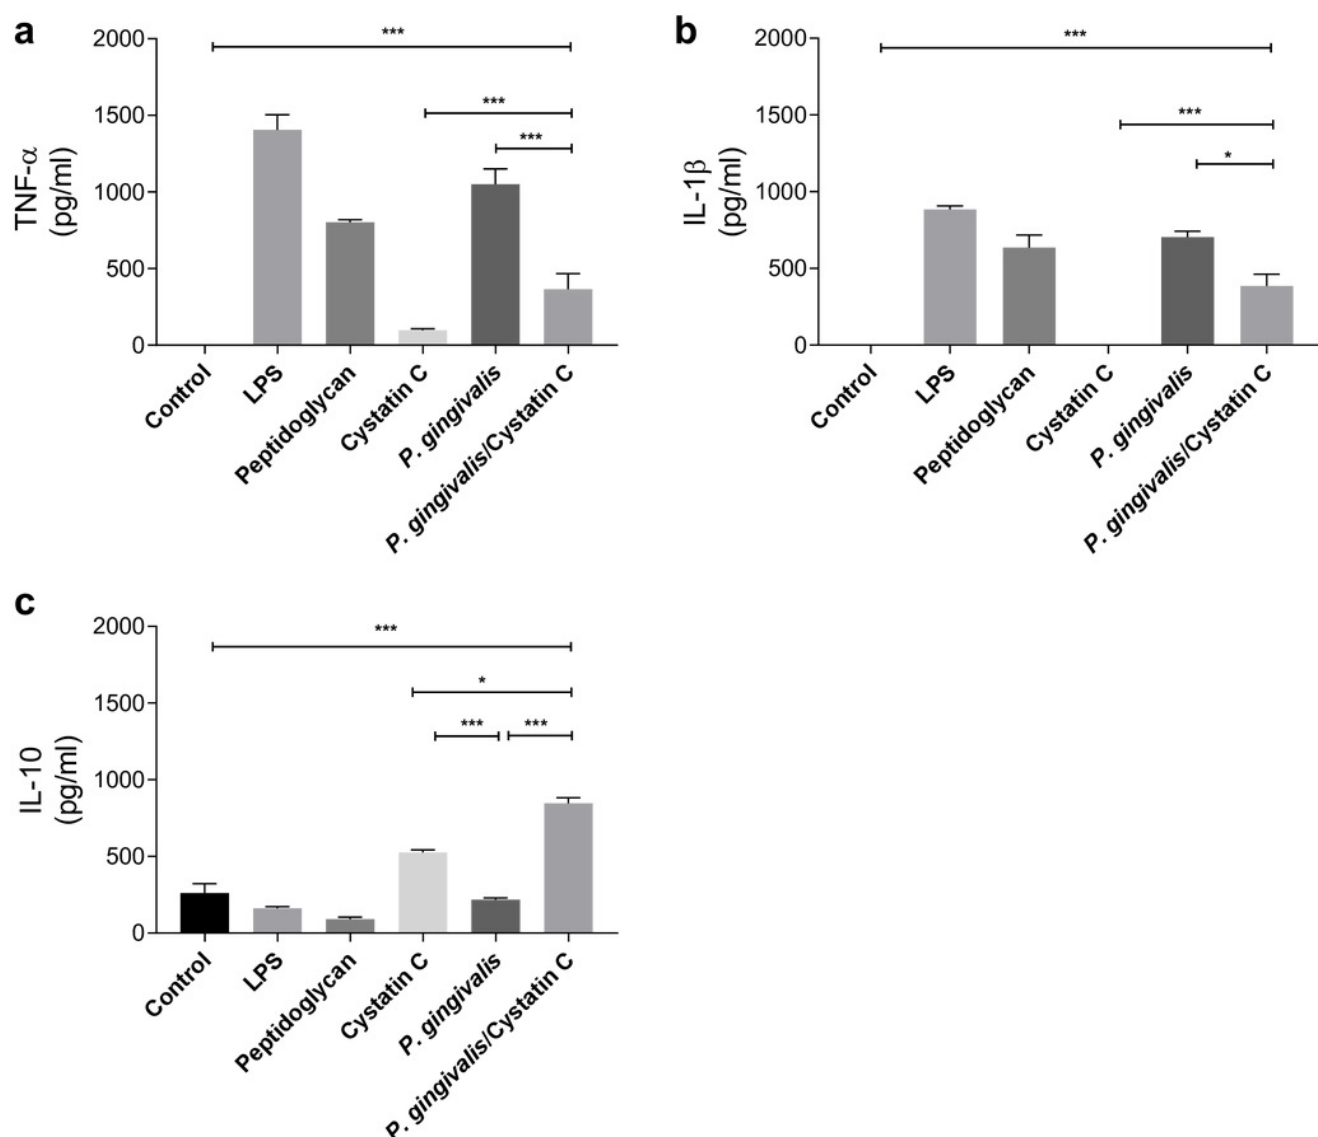 a
TNF-α
(pg/ml)
2000
1500
1000
500
0
***
***
***
Control
LPS
Peptidoglycan
Cystatin C
P. gingivalis
P. gingivalis/Cystatin C
b
IL-1β
(pg/ml)
2000
1500
1000
500
0
***
***
*
Control
LPS
Peptidoglycan
Cystatin C
P. gingivalis
P. gingivalis/Cystatin C
c
IL-10
(pg/ml)
2000
1500
1000
500
0
***
*
***
***
Control
LPS
Peptidoglycan
Cystatin C
P. gingivalis
P. gingivalis/Cystatin C